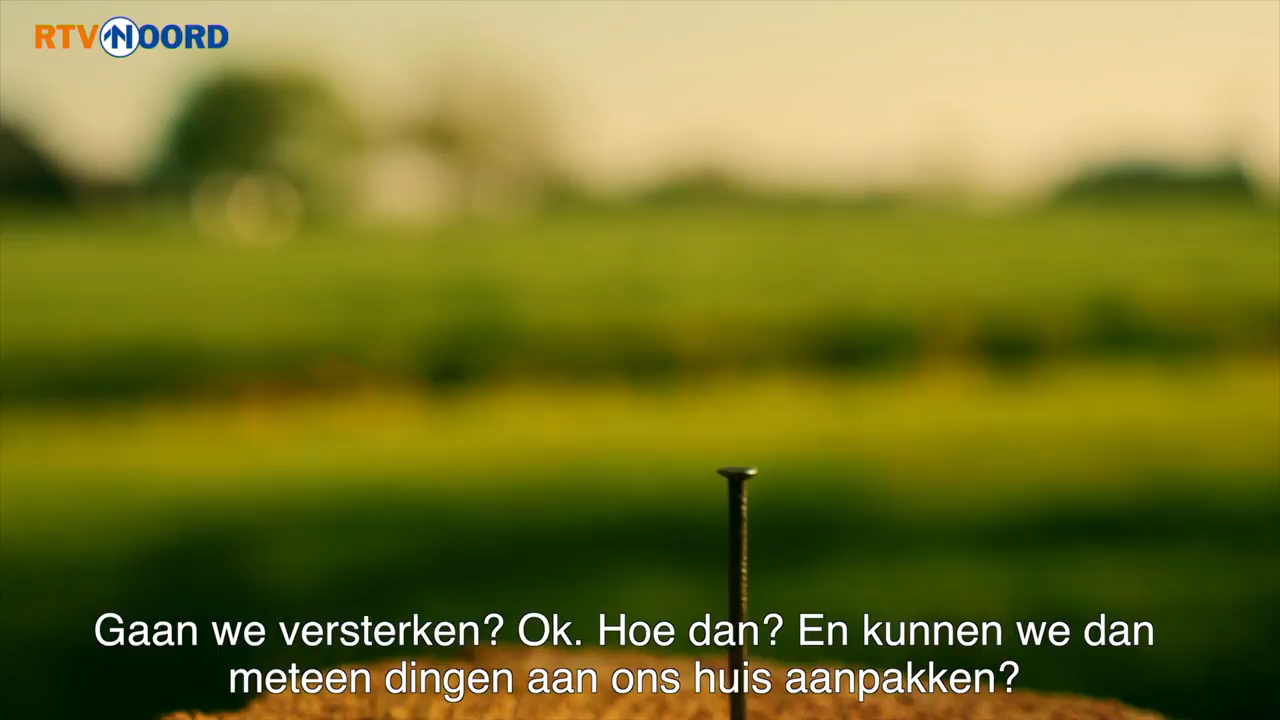 RTV NOORD
Gaan we versterken? Ok. Hoe dan? En kunnen we dan
meteen dingen aan ons huis aanpakken?